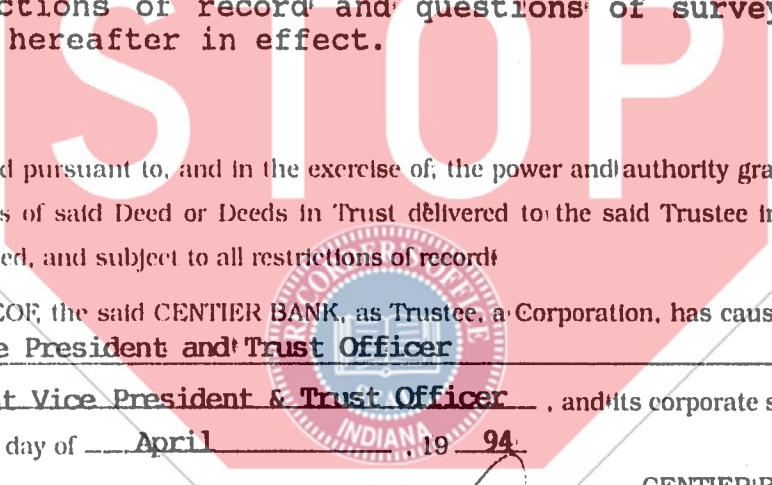 STOP
ctions of record and questions of survey
hereafter in effect.
d pursuant to, and in the exercise of, the power and authority gra
s of said Deed or Deeds in Trust delivered to the said Trustee in
ed, and subject to all restrictions of record
COF, the said CENTIER BANK, as Trustee, a Corporation, has caus
e President and Trust Officer
t Vice President & Trust Officer , and its corporate s
day of April , 19 94
RECORDER'S OFFICE
INDIANA
CENTIER B